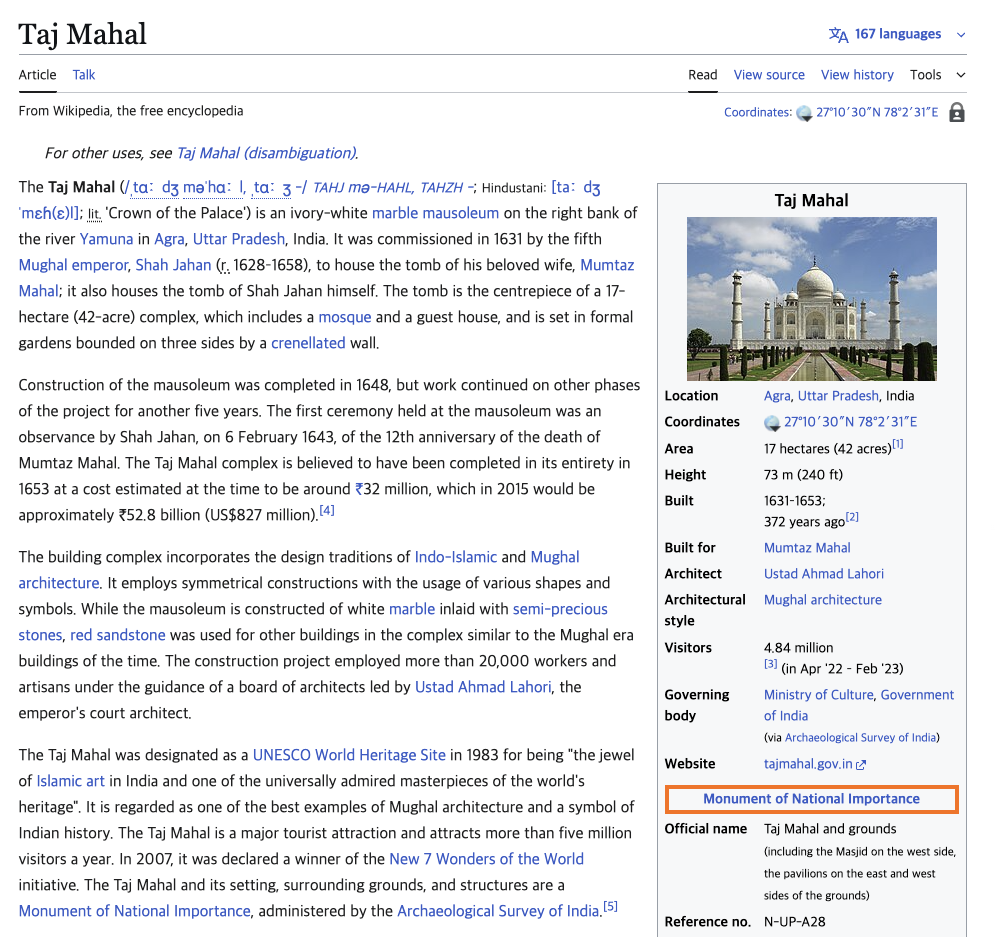 Taj Mahal
167 languages
Article Talk
Read View source View history Tools
From Wikipedia, the free encyclopedia
Coordinates: 27°10′30″N 78°2′31″E
For other uses, see Taj Mahal (disambiguation).
The Taj Mahal (/ˌtɑː dʒ məˈhɑː l, ˌtɑː ʒ -/ TAHJ mə-HAHL, TAHZH -; Hindustani: [taː dʒ
ˈmɛɦ(ɛ)l]; lit. 'Crown of the Palace') is an ivory-white marble mausoleum on the right bank of
the river Yamuna in Agra, Uttar Pradesh, India. It was commissioned in 1631 by the fifth
Mughal emperor, Shah Jahan (r. 1628-1658), to house the tomb of his beloved wife, Mumtaz
Mahal; it also houses the tomb of Shah Jahan himself. The tomb is the centrepiece of a 17-
hectare (42-acre) complex, which includes a mosque and a guest house, and is set in formal
gardens bounded on three sides by a crenellated wall.
Construction of the mausoleum was completed in 1648, but work continued on other phases
of the project for another five years. The first ceremony held at the mausoleum was an
observance by Shah Jahan, on 6 February 1643, of the 12th anniversary of the death of
Mumtaz Mahal. The Taj Mahal complex is believed to have been completed in its entirety in
1653 at a cost estimated at the time to be around ₹32 million, which in 2015 would be
approximately ₹52.8 billion (US$827 million).[4]
The building complex incorporates the design traditions of Indo-Islamic and Mughal
architecture. It employs symmetrical constructions with the usage of various shapes and
symbols. While the mausoleum is constructed of white marble inlaid with semi-precious
stones, red sandstone was used for other buildings in the complex similar to the Mughal era
buildings of the time. The construction project employed more than 20,000 workers and
artisans under the guidance of a board of architects led by Ustad Ahmad Lahori, the
emperor's court architect.
The Taj Mahal was designated as a UNESCO World Heritage Site in 1983 for being "the jewel
of Islamic art in India and one of the universally admired masterpieces of the world's
heritage". It is regarded as one of the best examples of Mughal architecture and a symbol of
Indian history. The Taj Mahal is a major tourist attraction and attracts more than five million
visitors a year. In 2007, it was declared a winner of the New 7 Wonders of the World
initiative. The Taj Mahal and its setting, surrounding grounds, and structures are a
Monument of National Importance, administered by the Archaeological Survey of India.[5]
Taj Mahal
Location Agra, Uttar Pradesh, India
Coordinates 27°10′30″N 78°2′31″E
Area 17 hectares (42 acres)[1]
Height 73 m (240 ft)
Built 1631-1653;
372 years ago[2]
Built for Mumtaz Mahal
Architect Ustad Ahmad Lahori
Architectural Mughal architecture
style
Visitors 4.84 million
[3] (in Apr '22 - Feb '23)
Governing Ministry of Culture, Government
body of India
(via Archaeological Survey of India)
Website tajmahal.gov.in
Monument of National Importance
Official name Taj Mahal and grounds
(including the Masjid on the west side,
the pavilions on the east and west
sides of the grounds)
Reference no. N-UP-A28